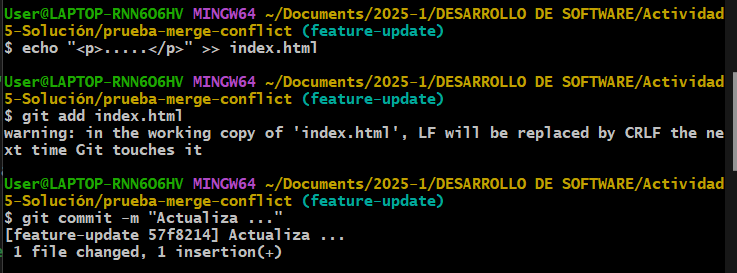 User@LAPTOP-RNN6O6HV MINGW64 ~/Documents/2025-1/DESARROLLO DE SOFTWARE/Actividad
5-Solución/prueba-merge-conflict (feature-update)
$ echo "<p>.....</p>" >> index.html
User@LAPTOP-RNN6O6HV MINGW64 ~/Documents/2025-1/DESARROLLO DE SOFTWARE/Actividad
5-Solución/prueba-merge-conflict (feature-update)
$ git add index.html
warning: in the working copy of 'index.html', LF will be replaced by CRLF the ne
xt time Git touches it
User@LAPTOP-RNN6O6HV MINGW64 ~/Documents/2025-1/DESARROLLO DE SOFTWARE/Actividad
5-Solución/prueba-merge-conflict (feature-update)
$ git commit -m "Actualiza ..."
[feature-update 57f8214] Actualiza ...
1 file changed, 1 insertion(+)